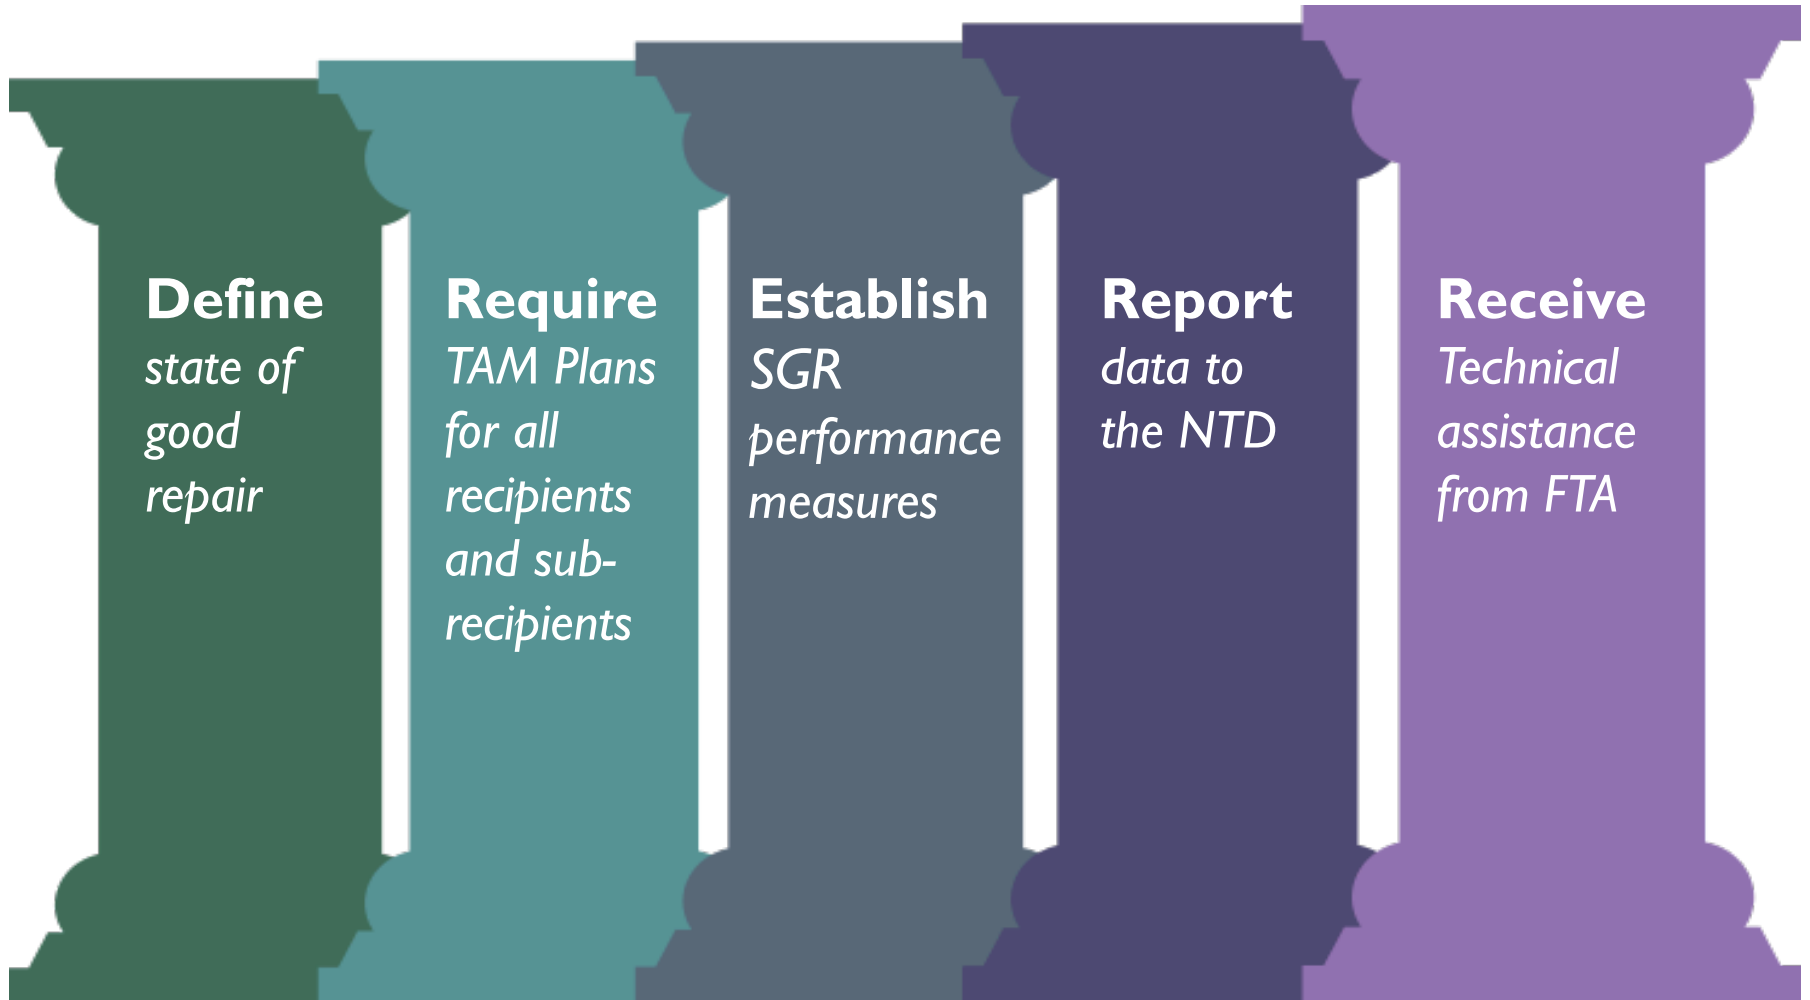 Define
state of
good
repair
Require
TAM Plans
for all
recipients
and sub-
recipients
Establish
SGR
performance
measures
Report
data to
the NTD
Receive
Technical
assistance
from FTA